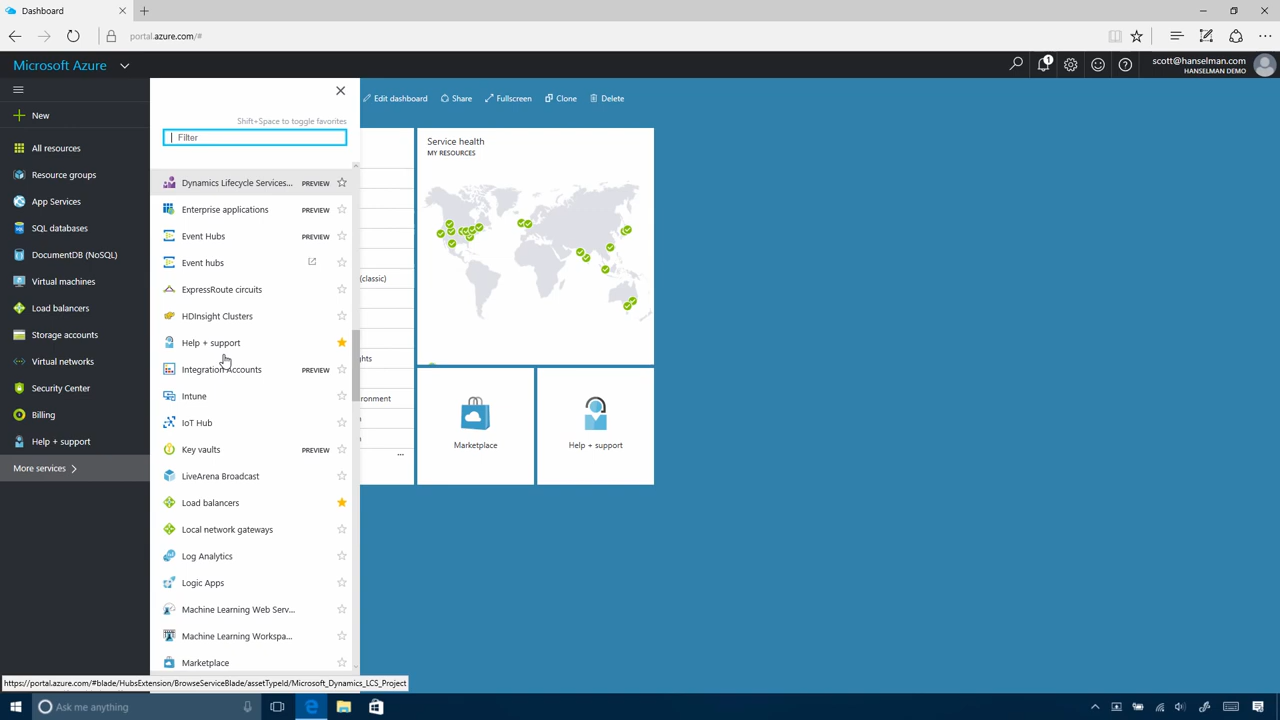 Dashboard
portal.azure.com/#
Microsoft Azure
1
scott@hanselman.com
HANSELMAN DEMO
New
All resources
Resource groups
App Services
SQL databases
DocumentDB (NoSQL)
Virtual machines
Load balancers
Storage accounts
Virtual networks
Security Center
Billing
Help + support
More services
Shift+Space to toggle favorites
Filter
Dynamics Lifecycle Services... PREVIEW
Enterprise applications PREVIEW
Event Hubs PREVIEW
Event hubs
ExpressRoute circuits
HDInsight Clusters
Help + support
Integration Accounts PREVIEW
Intune
IoT Hub
Key vaults PREVIEW
LiveArena Broadcast
Load balancers
Local network gateways
Log Analytics
Logic Apps
Machine Learning Web Serv...
Machine Learning Workspa...
Marketplace
Edit dashboard Share Fullscreen Clone Delete
(classic)
ghts
ronment
...
Service health
MY RESOURCES
Marketplace
Help + support
https://portal.azure.com/#blade/HubsExtension/BrowseServiceBlade/assetTypeId/Microsoft_Dynamics_LCS_Project
Ask me anything